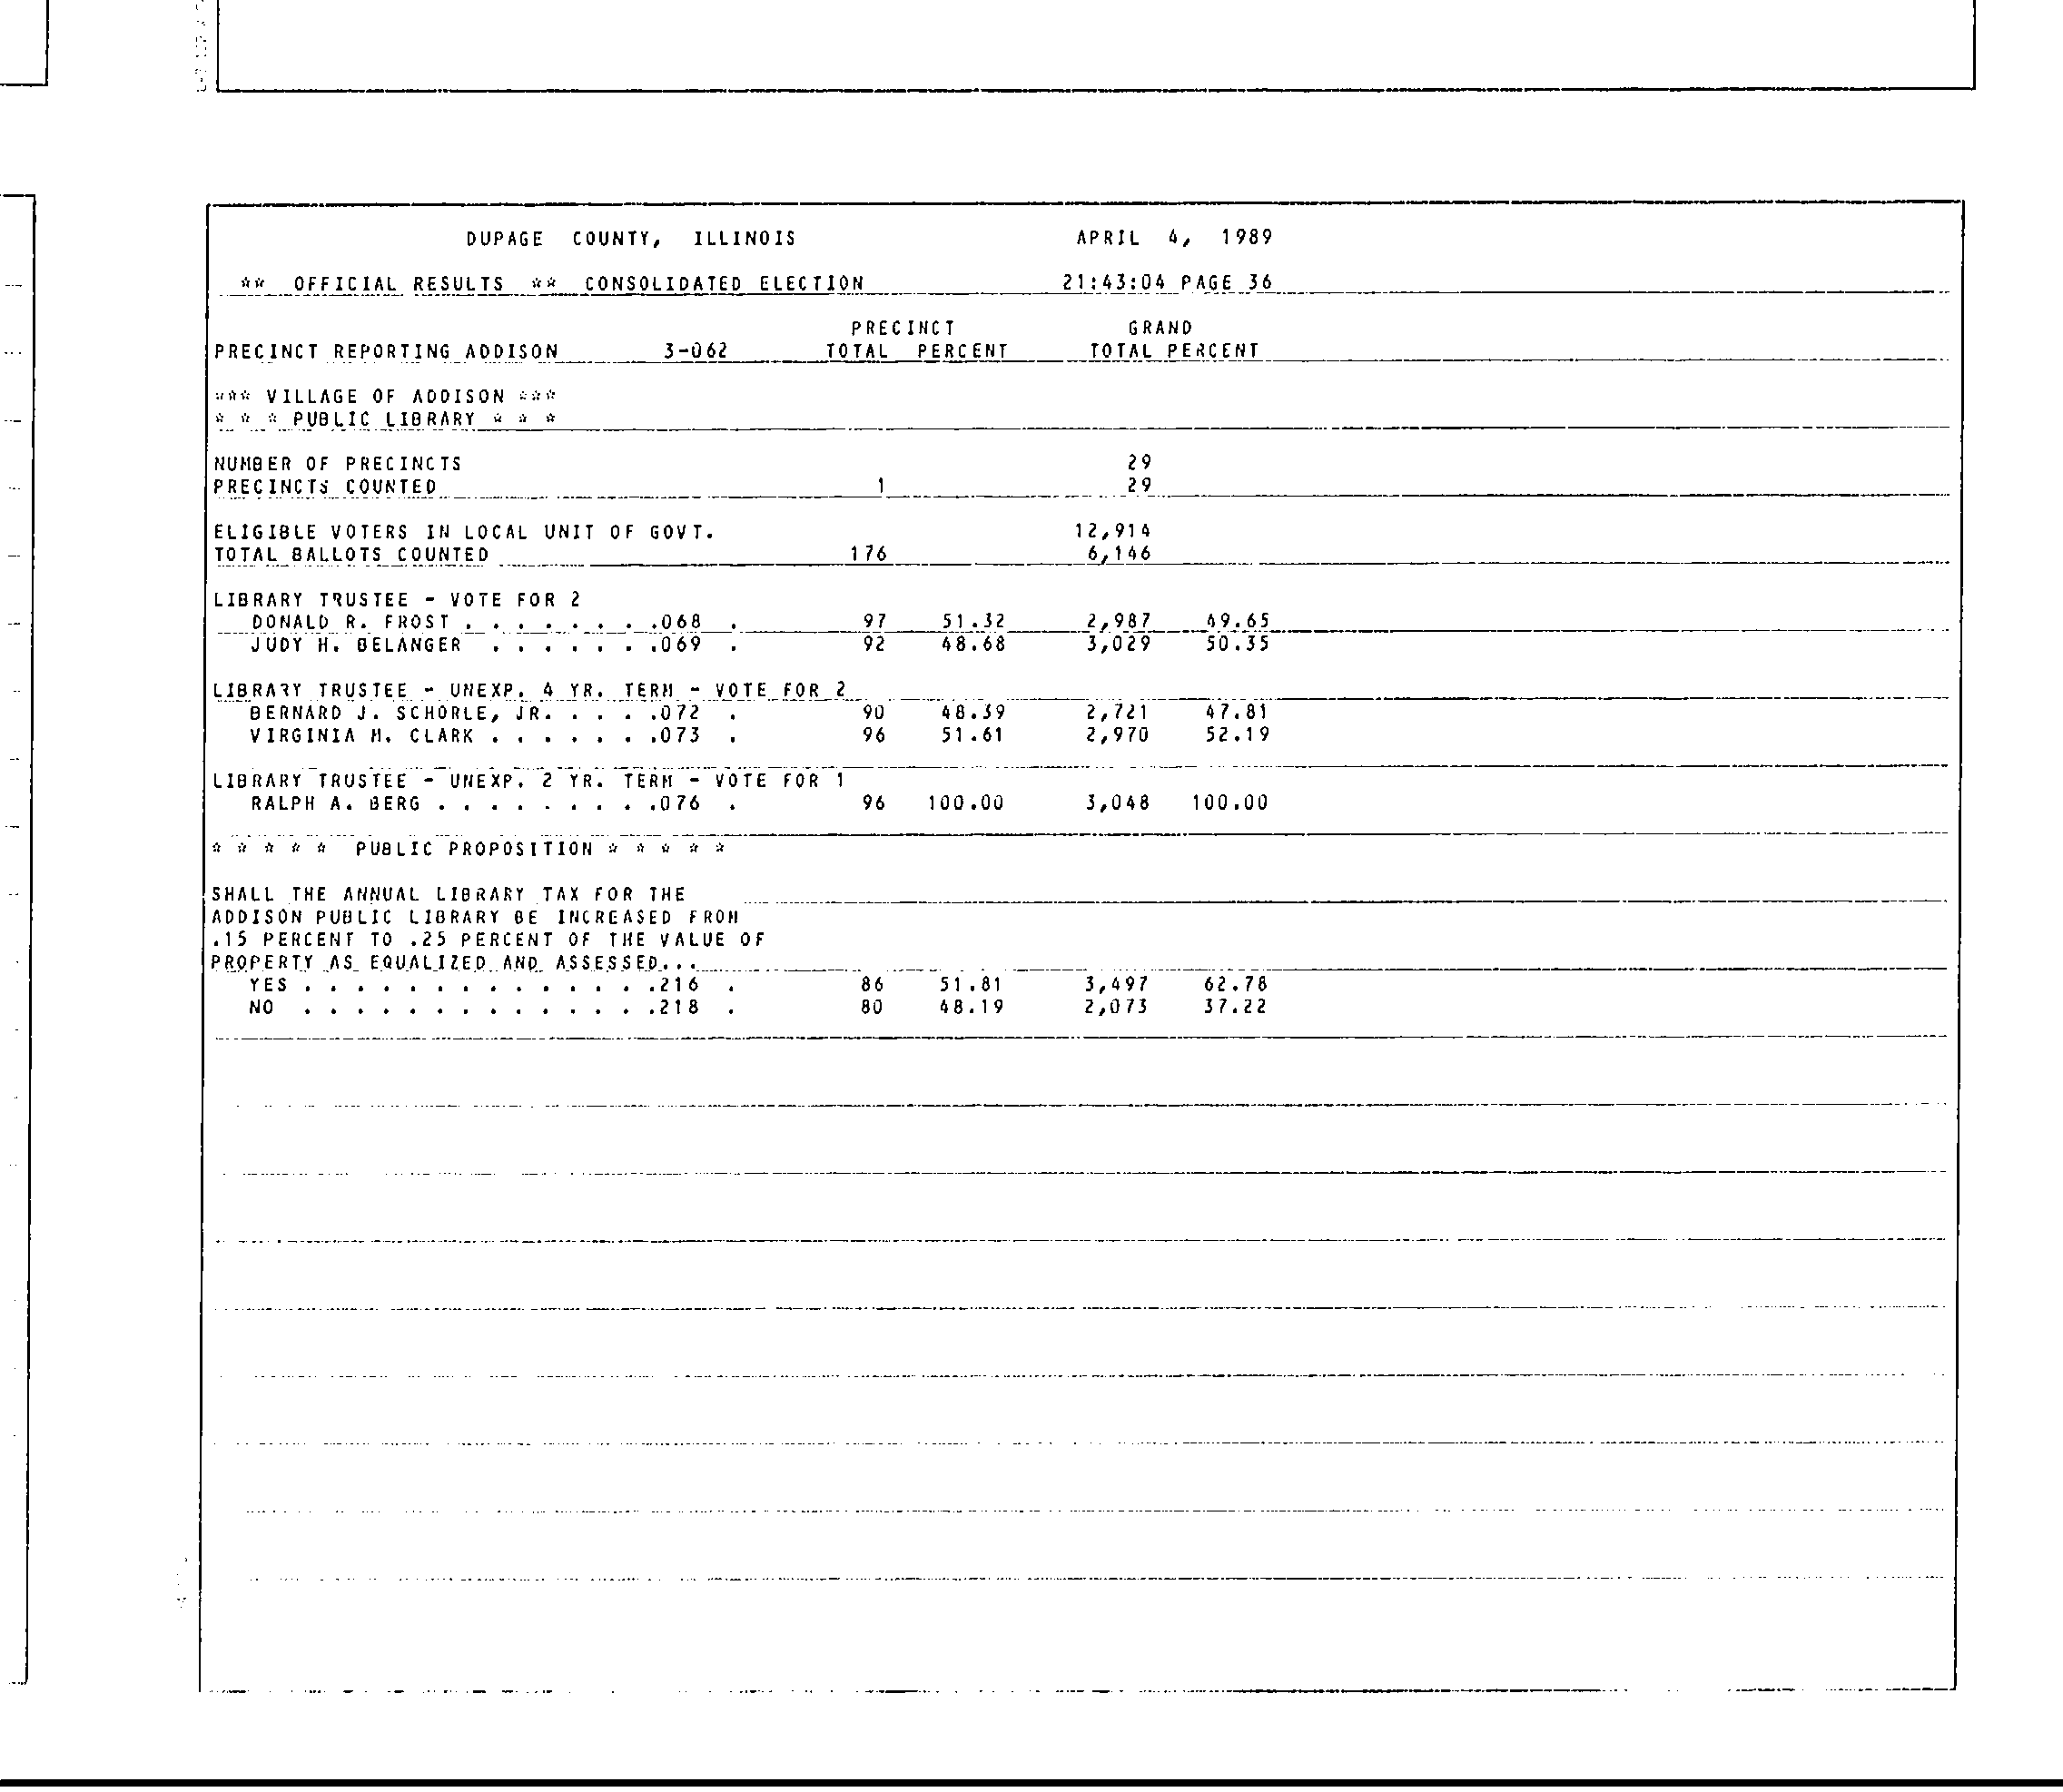 DUPAGE COUNTY, ILLINOIS APRIL 4, 1989
** OFFICIAL RESULTS ** CONSOLIDATED ELECTION 21:43:04 PAGE 36
PRECINCT GRAND
PRECINCT REPORTING ADDISON 3-062 TOTAL PERCENT TOTAL PERCENT
*** VILLAGE OF ADDISON ***
* * * PUBLIC LIBRARY * * *
NUMBER OF PRECINCTS 29
PRECINCTS COUNTED 1 29
ELIGIBLE VOTERS IN LOCAL UNIT OF GOVT. 12,914
TOTAL BALLOTS COUNTED 176 6,146
LIBRARY TRUSTEE - VOTE FOR 2
DONALD R. FROST . . . . . . . .068 . 97 51.32 2,987 49.65
JUDY H. BELANGER . . . . . . .069 . 92 48.68 3,029 50.35
LIBRARY TRUSTEE - UNEXP. 4 YR. TERM - VOTE FOR 2
BERNARD J. SCHORLE, JR. . . . .072 . 90 48.39 2,721 47.81
VIRGINIA M. CLARK . . . . . . .073 . 96 51.61 2,970 52.19
LIBRARY TRUSTEE - UNEXP. 2 YR. TERM - VOTE FOR 1
RALPH A. BERG . . . . . . . . .076 . 96 100.00 3,048 100.00
* * * * * PUBLIC PROPOSITION * * * * *
SHALL THE ANNUAL LIBRARY TAX FOR THE
ADDISON PUBLIC LIBRARY BE INCREASED FROM
.15 PERCENT TO .25 PERCENT OF THE VALUE OF
PROPERTY AS EQUALIZED AND ASSESSED...
YES . . . . . . . . . . . . . .216 . 86 51.81 3,497 62.78
NO . . . . . . . . . . . . . .218 . 80 48.19 2,073 37.22